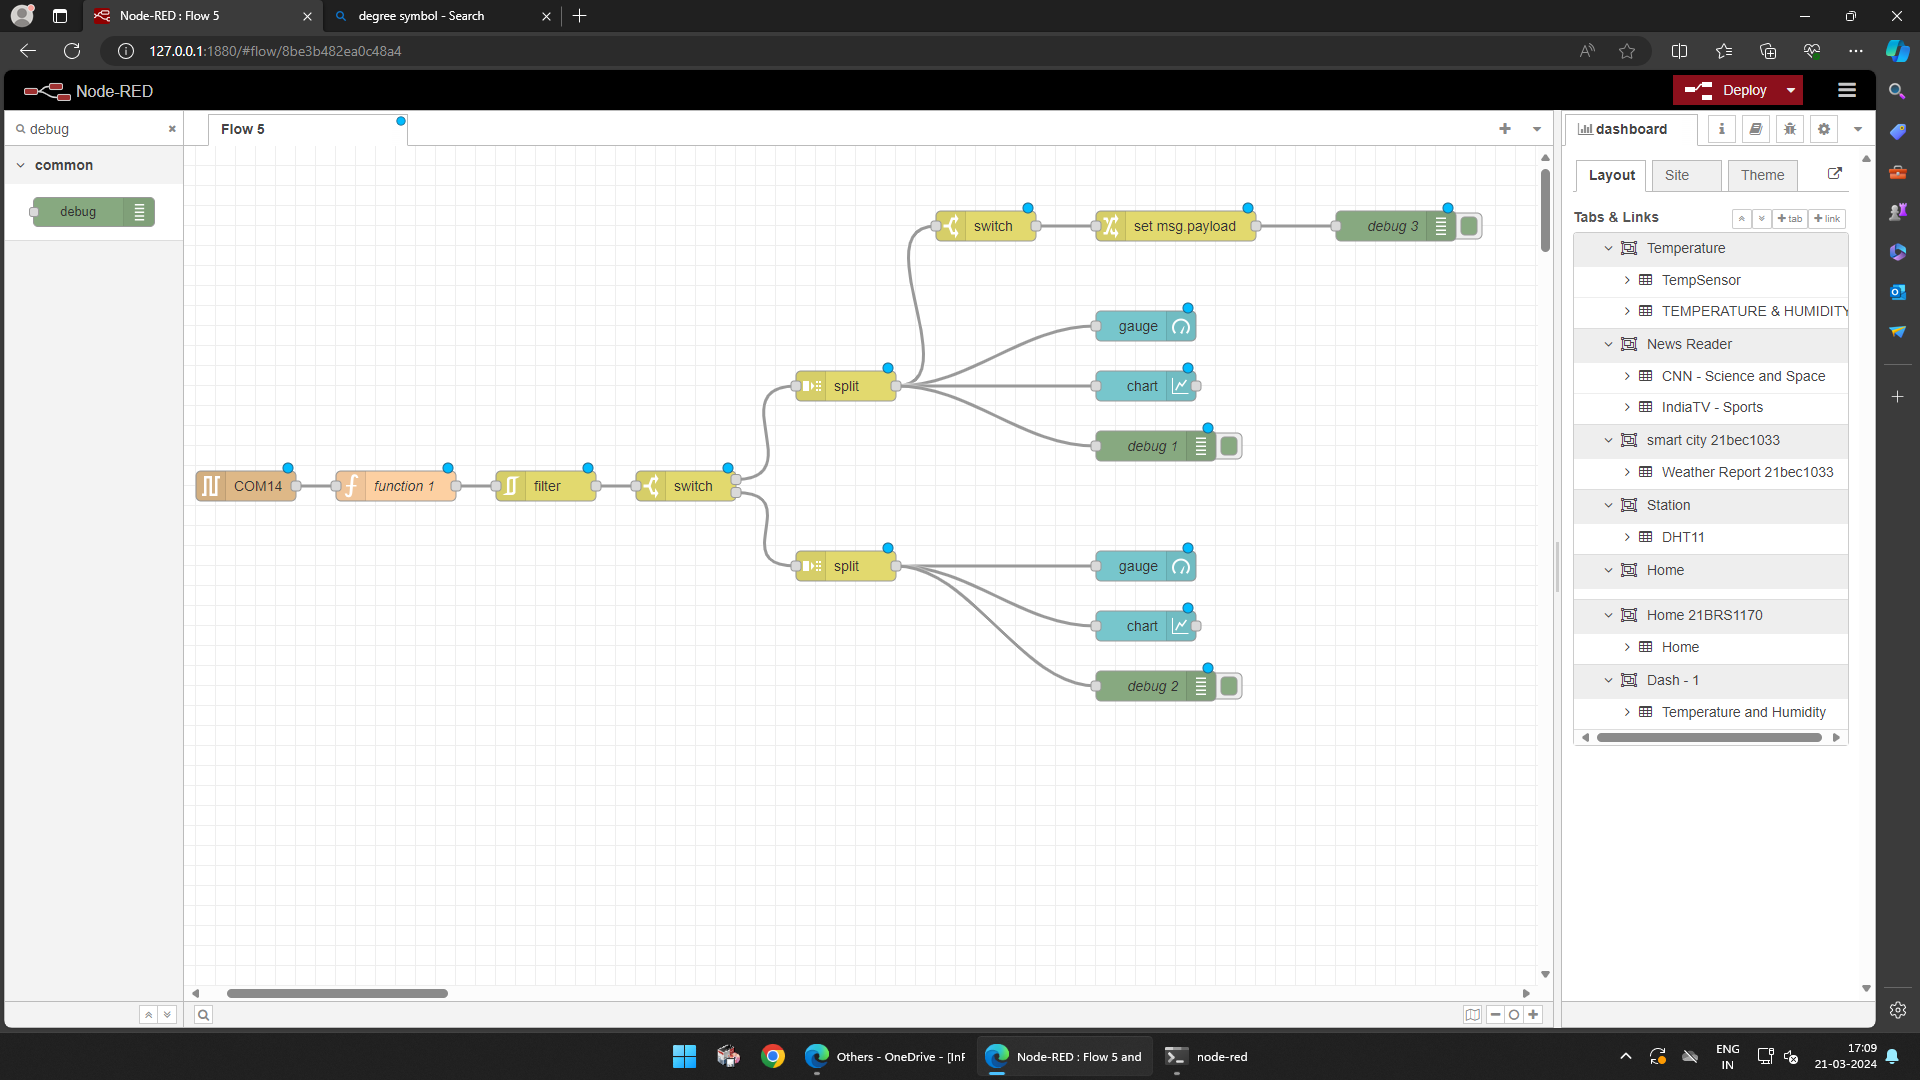 Node-RED : Flow 5
degree symbol - Search
127.0.0.1:1880/#flow/8be3b482ea0c48a4
Node-RED
Deploy
debug
common
debug
Flow 5
switch
set msg.payload
debug 3
gauge
split
chart
debug 1
COM14
function 1
filter
switch
split
gauge
chart
debug 2
dashboard
Layout
Site
Theme
Tabs & Links
tab
link
Temperature
TempSensor
TEMPERATURE & HUMIDITY
News Reader
CNN - Science and Space
IndiaTV - Sports
smart city 21bec1033
Weather Report 21bec1033
Station
DHT11
Home
Home 21BRS1170
Home
Dash - 1
Temperature and Humidity
Others - OneDrive - [InF
Node-RED : Flow 5 and
node-red
ENG
IN
17:09
21-03-2024